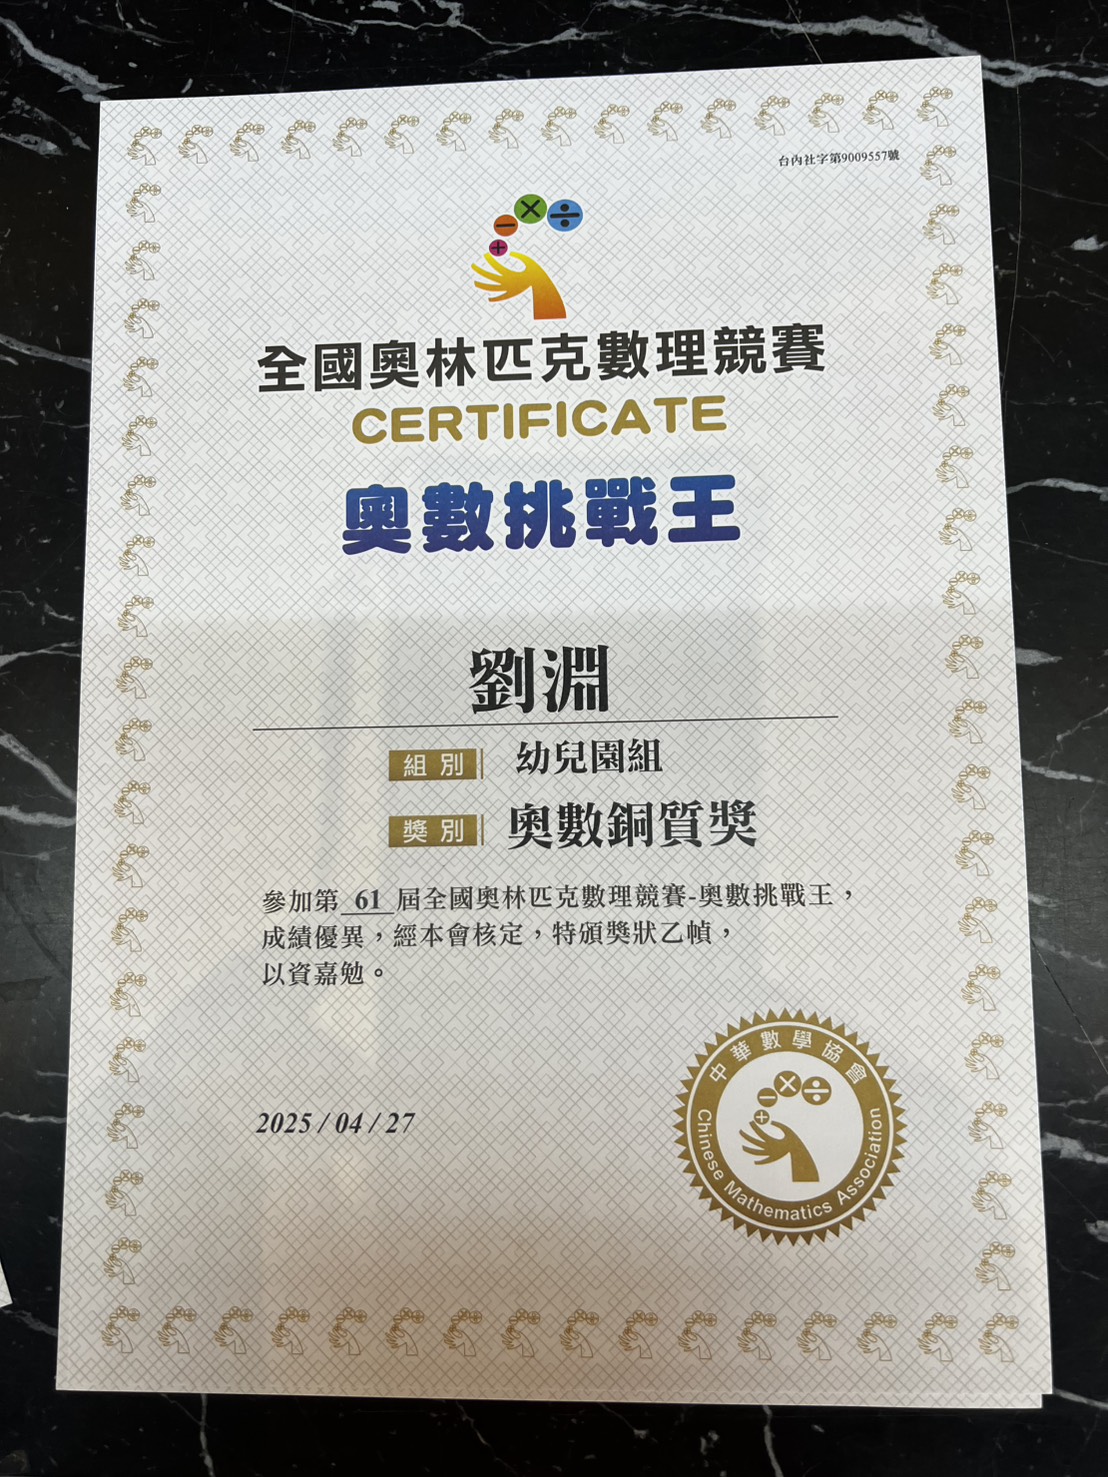 台內社字第9009557號
全國奧林匹克數理競賽
CERTIFICATE
奧數挑戰王
劉淵
組別 幼兒園組
獎別 奧數銅質獎
參加第 61 屆全國奧林匹克數理競賽-奧數挑戰王，
成績優異，經本會核定，特頒獎狀乙幀，
以資嘉勉。
2025 / 04 / 27
中華數學協會
Chinese Mathematics Association